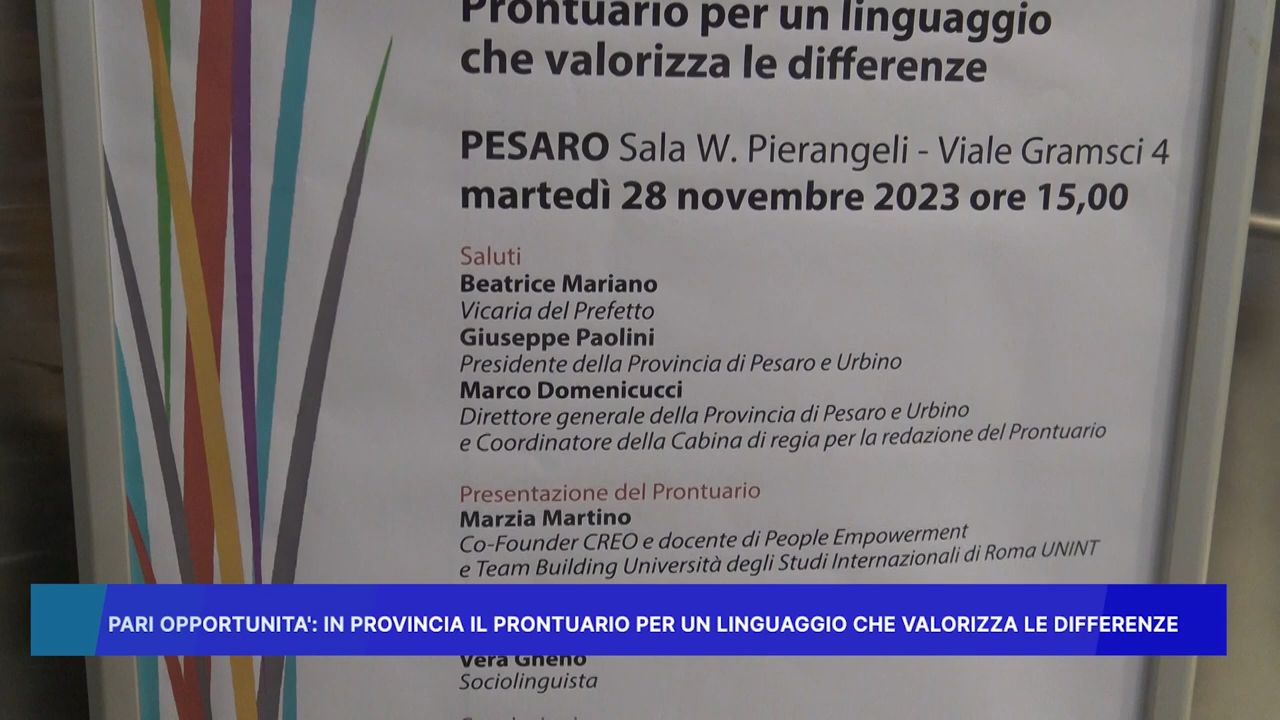 Prontuario per un linguaggio
che valorizza le differenze
PESARO Sala W. Pierangeli - Viale Gramsci 4
martedì 28 novembre 2023 ore 15,00
Saluti
Beatrice Mariano
Vicaria del Prefetto
Giuseppe Paolini
Presidente della Provincia di Pesaro e Urbino
Marco Domenicucci
Direttore generale della Provincia di Pesaro e Urbino
e Coordinatore della Cabina di regia per la redazione del Prontuario
Presentazione del Prontuario
Marzia Martino
Co-Founder CREO e docente di People Empowerment
e Team Building Università degli Studi Internazionali di Roma UNINT
PARI OPPORTUNITA': IN PROVINCIA IL PRONTUARIO PER UN LINGUAGGIO CHE VALORIZZA LE DIFFERENZE
Vera Gheno
Sociolinguista